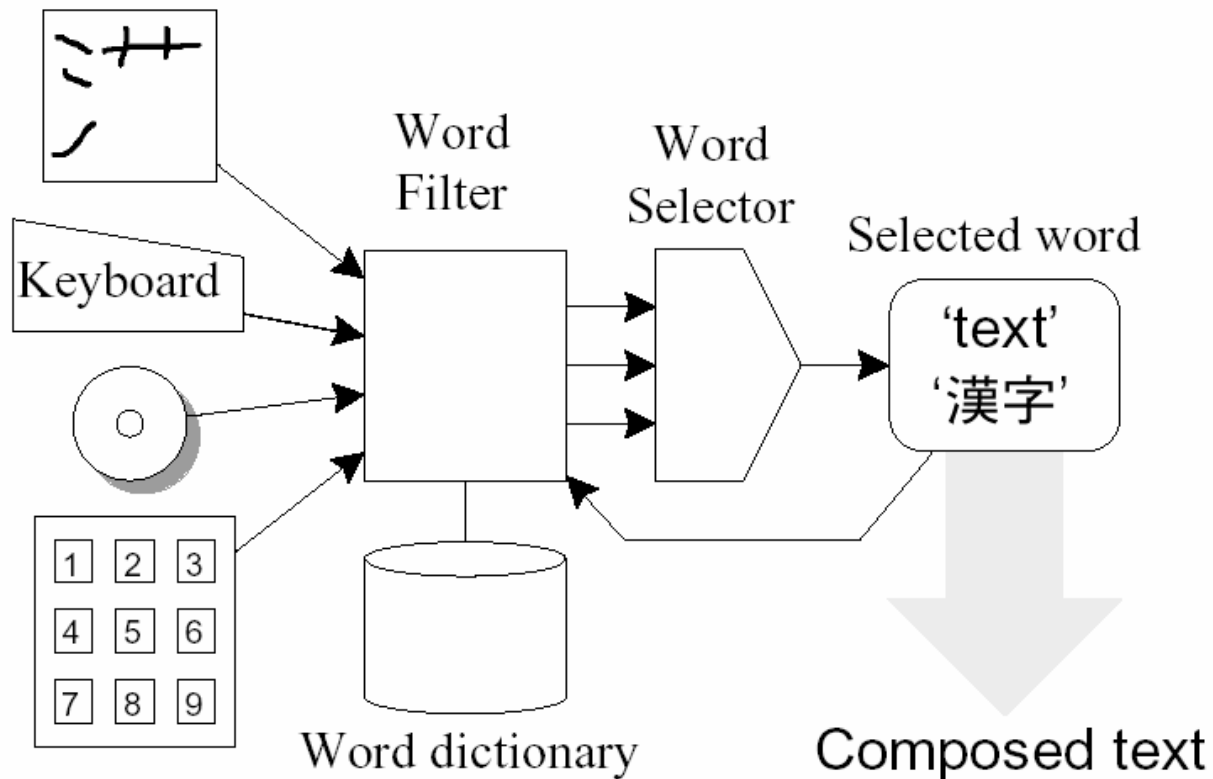 Word
Filter
Word
Selector
Selected word
Keyboard
‘text’
‘漢字’
1 2 3
4 5 6
7 8 9
Word dictionary
Composed text